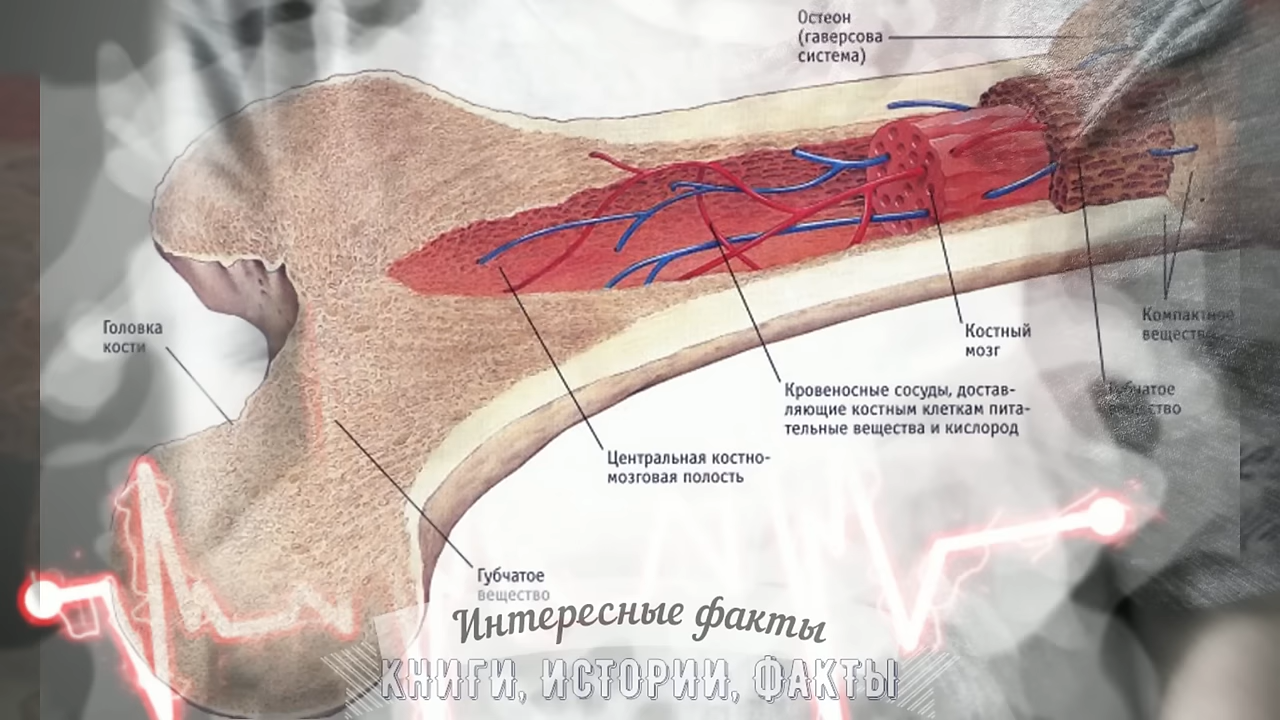 Остеон
(гаверсова
система)
Головка
кости
Костный
мозг
Компактное
вещество
Кровеносные сосуды, достав-
ляющие костным клеткам пита-
тельные вещества и кислород
Губчатое
вещество
Центральная костно-
мозговая полость
Губчатое
вещество
Интересные факты
КНИГИ, ИСТОРИИ, ФАКТЫ